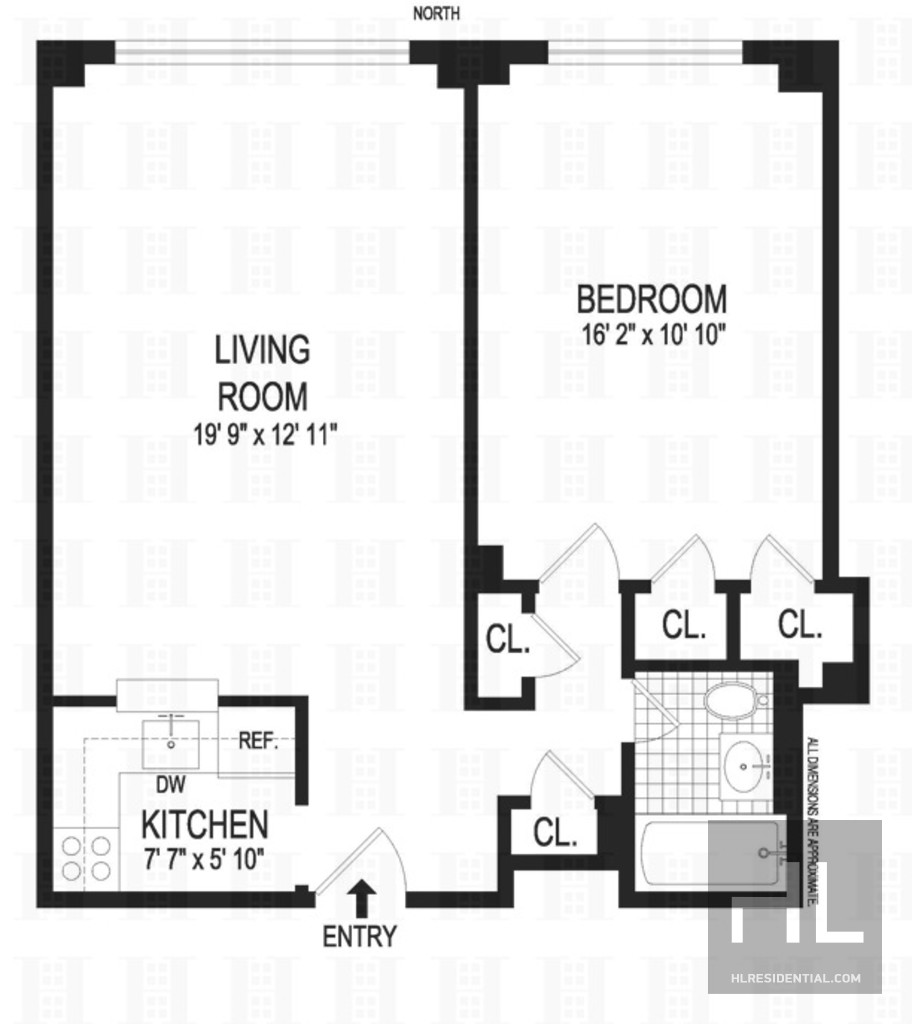 NORTH
BEDROOM
16' 2" x 10' 10"
LIVING
ROOM
19' 9" x 12' 11"
CL.
CL.
CL.
REF.
DW
KITCHEN
7' 7" x 5' 10"
CL.
ENTRY
ALL DIMENSIONS ARE APPROXIMATE.
HL
HLRESIDENTIAL.COM